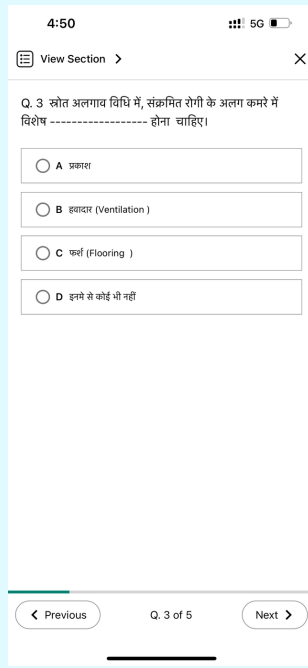 4:50 5G
View Section
Q. 3 स्रोत अलगाव विधि में, संक्रमित रोगी के अलग कमरे में
विशेष ------------------ होना चाहिए।
A प्रकाश
B हवादार (Ventilation )
C फर्श (Flooring )
D इनमे से कोई भी नहीं
Previous Q. 3 of 5 Next